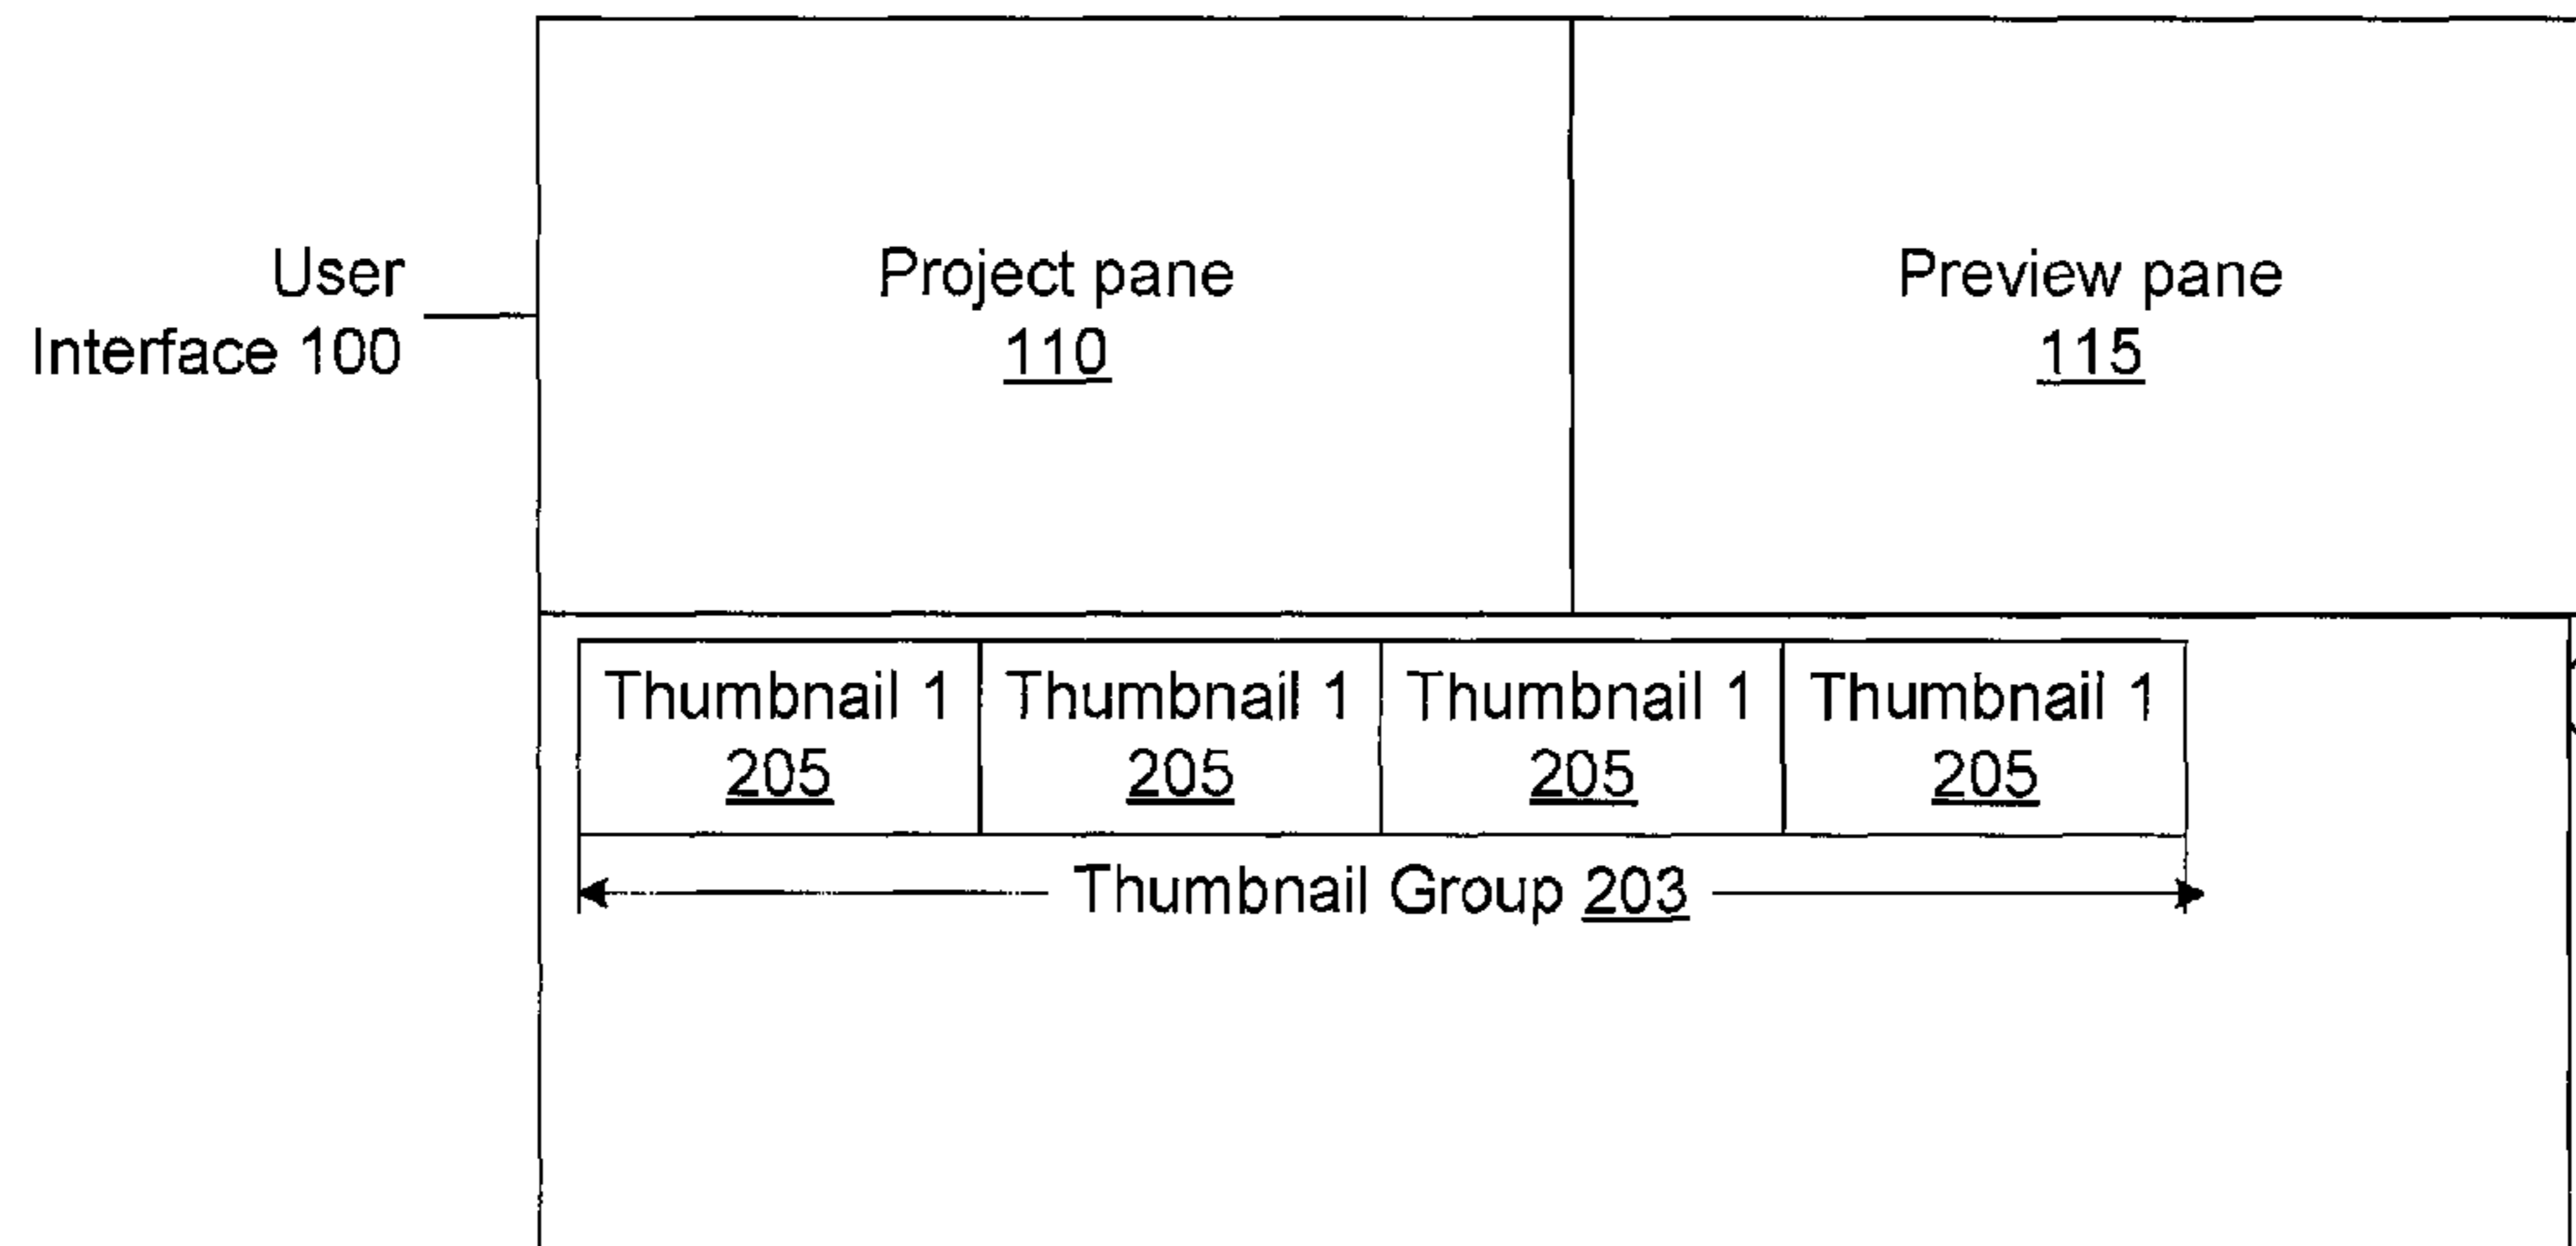 User
Interface 100
Project pane
110
Preview pane
115
Thumbnail 1
205
Thumbnail 1
205
Thumbnail 1
205
Thumbnail 1
205
Thumbnail Group 203